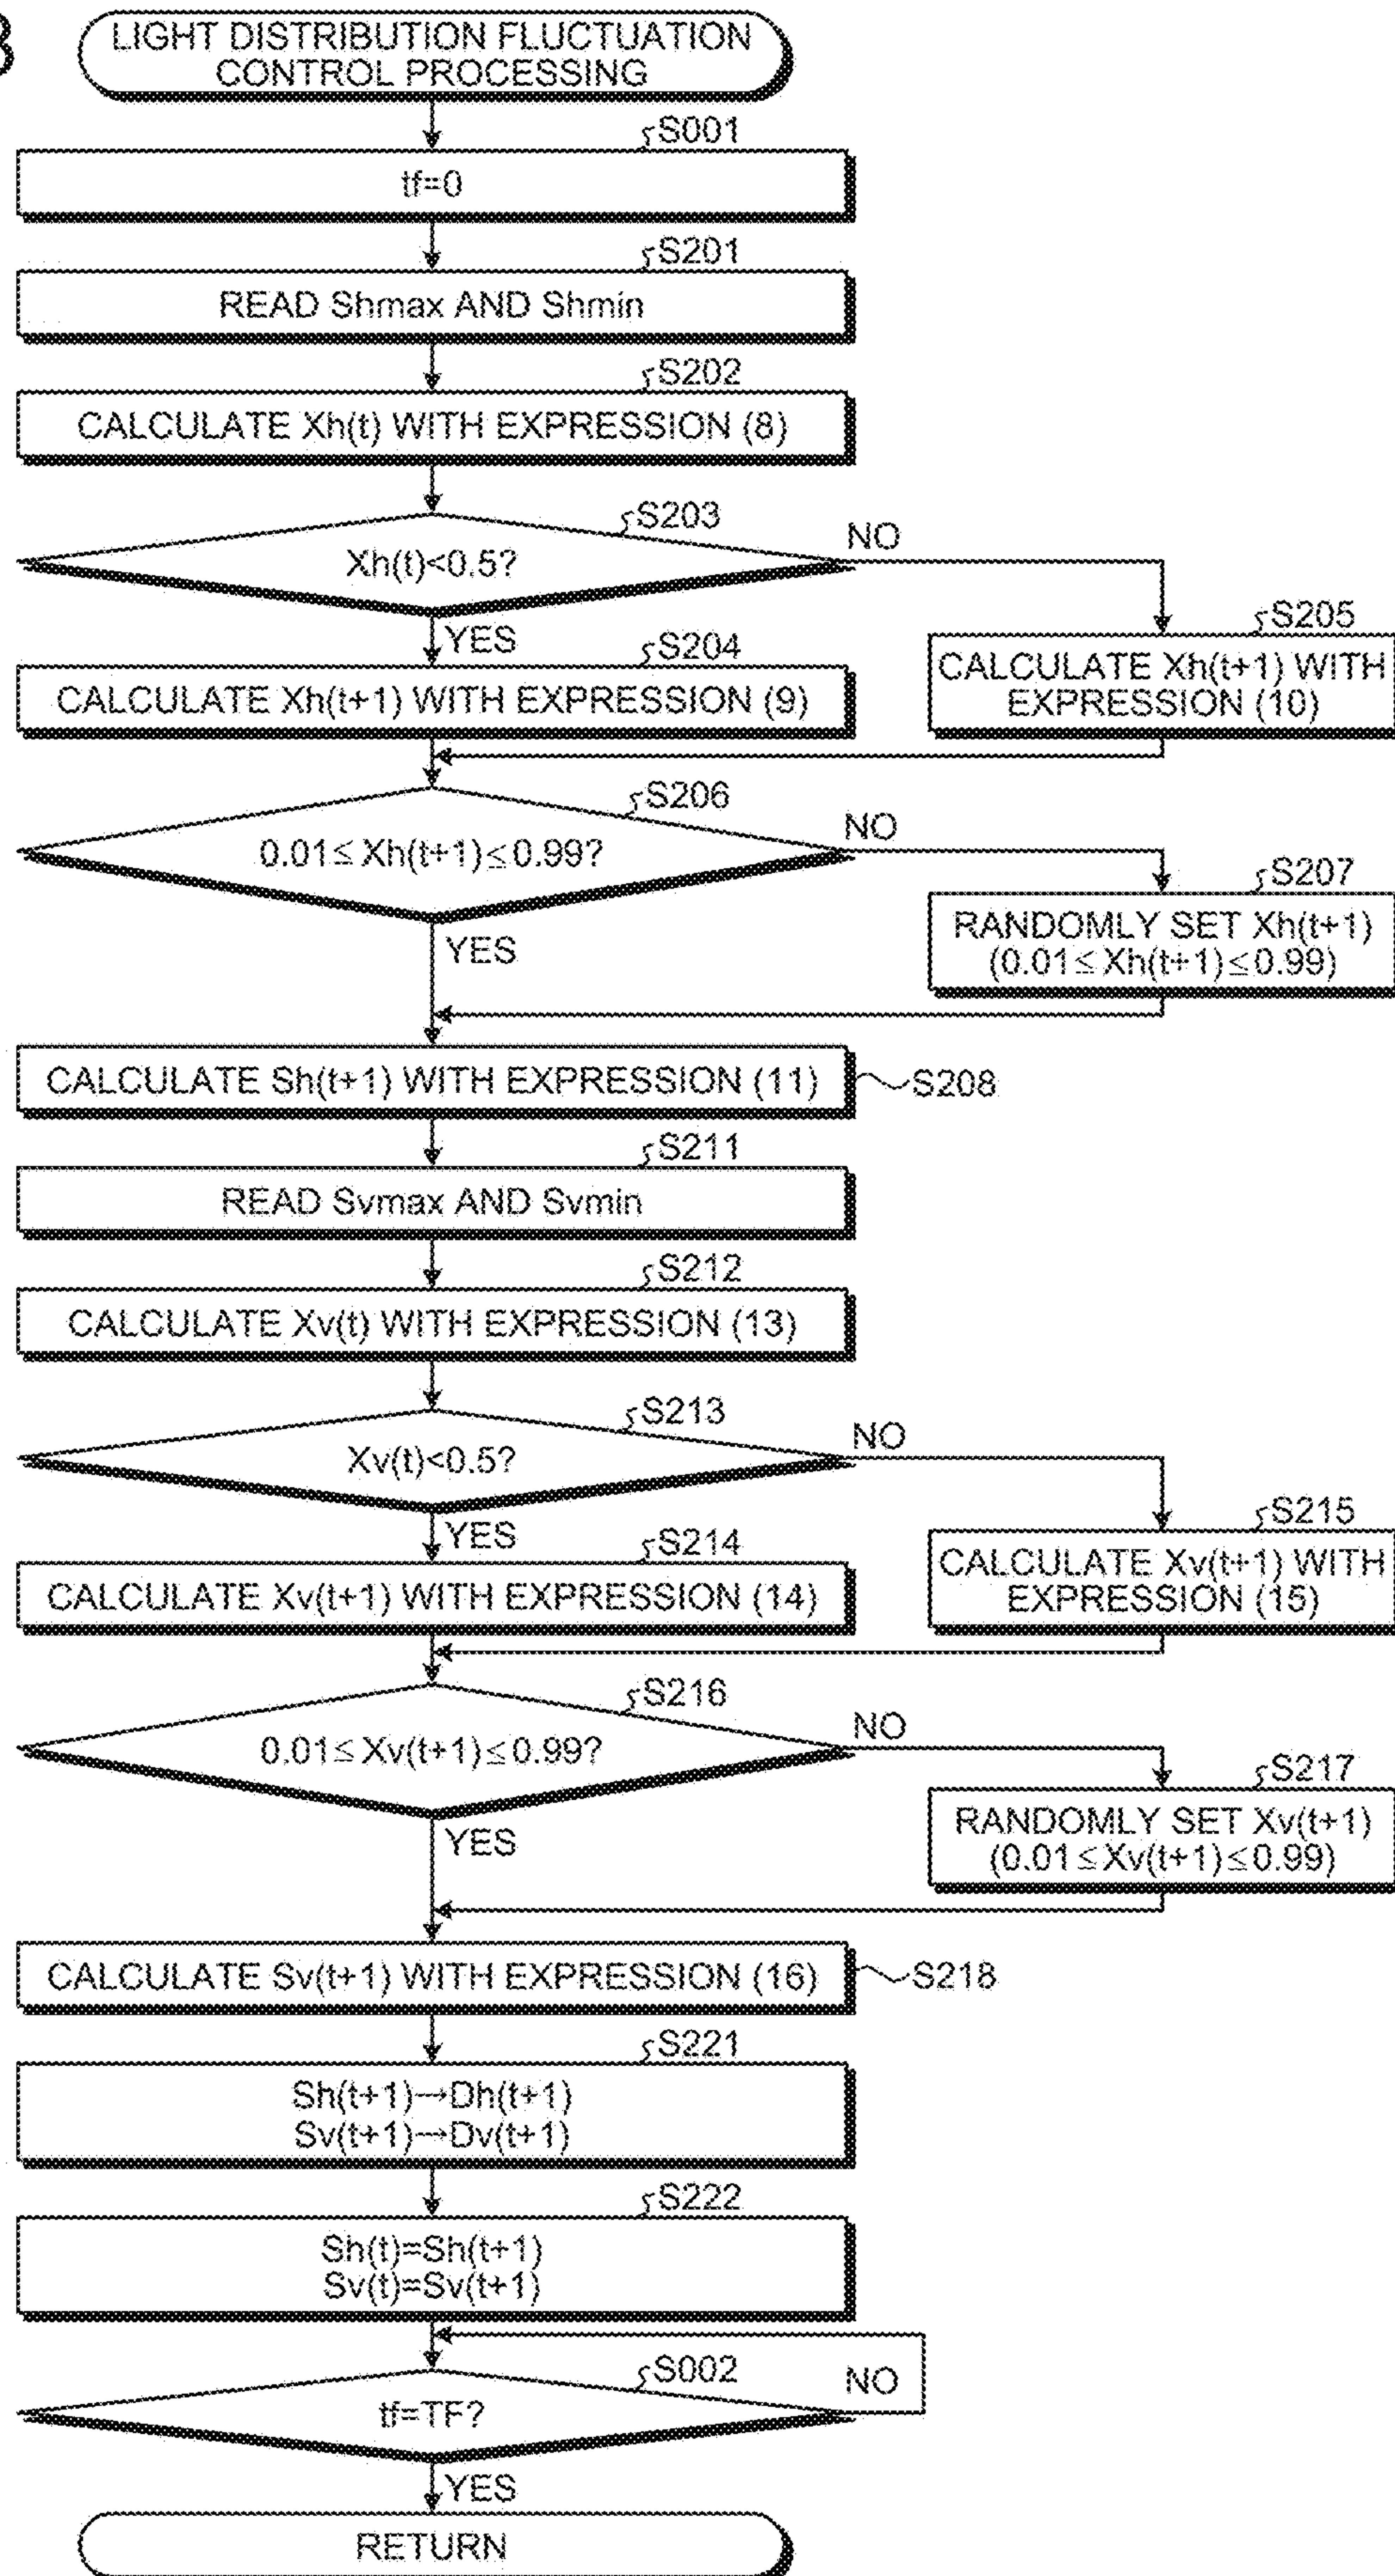 LIGHT DISTRIBUTION FLUCTUATION
CONTROL PROCESSING
S001
tf=0
S201
READ Shmax AND Shmin
S202
CALCULATE Xh(t) WITH EXPRESSION (8)
S203
Xh(t)<0.5?
NO
YES
S204
CALCULATE Xh(t+1) WITH EXPRESSION (9)
S205
CALCULATE Xh(t+1) WITH
EXPRESSION (10)
S206
0.01≦Xh(t+1)≦0.99?
NO
YES
S207
RANDOMLY SET Xh(t+1)
(0.01≦Xh(t+1)≦0.99)
CALCULATE Sh(t+1) WITH EXPRESSION (11)
S208
S211
READ Svmax AND Svmin
S212
CALCULATE Xv(t) WITH EXPRESSION (13)
S213
Xv(t)<0.5?
NO
YES
S214
CALCULATE Xv(t+1) WITH EXPRESSION (14)
S215
CALCULATE Xv(t+1) WITH
EXPRESSION (15)
S216
0.01≦Xv(t+1)≦0.99?
NO
YES
S217
RANDOMLY SET Xv(t+1)
(0.01≦Xv(t+1)≦0.99)
CALCULATE Sv(t+1) WITH EXPRESSION (16)
S218
S221
Sh(t+1)→Dh(t+1)
Sv(t+1)→Dv(t+1)
S222
Sh(t)=Sh(t+1)
Sv(t)=Sv(t+1)
S002
tf=TF?
NO
YES
RETURN